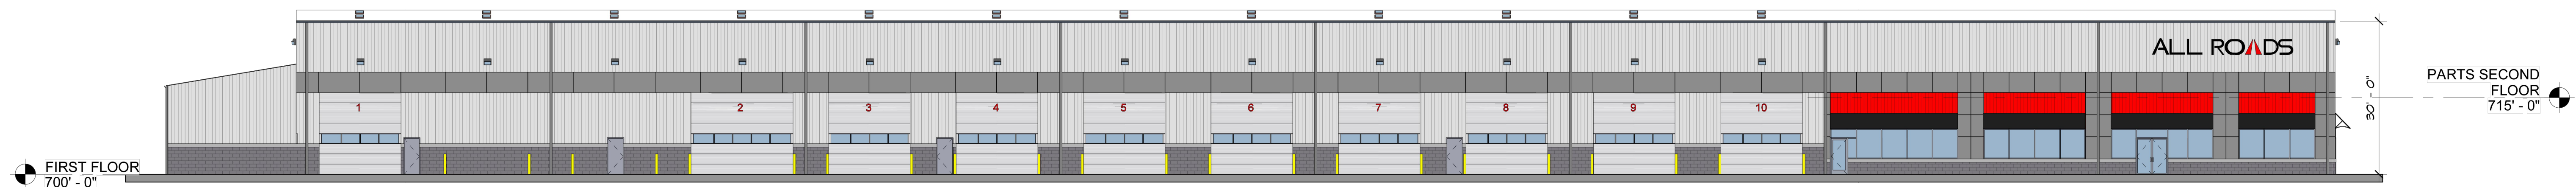 ALL ROADS
PARTS SECOND
FLOOR
715' - 0"
30' - 0"
1
2
3
4
5
6
7
8
9
10
FIRST FLOOR
700' - 0"